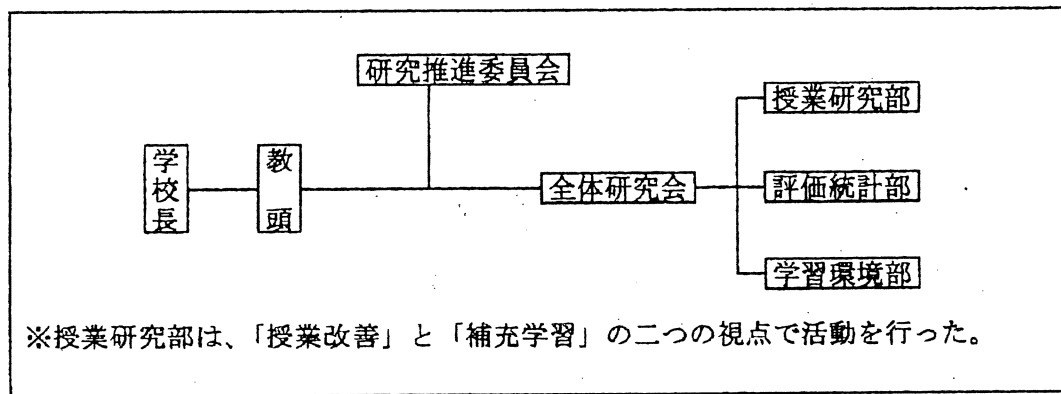 研究推進委員会
授業研究部
学校長
教頭
全体研究会
評価統計部
学習環境部
※授業研究部は、「授業改善」と「補充学習」の二つの視点で活動を行った。